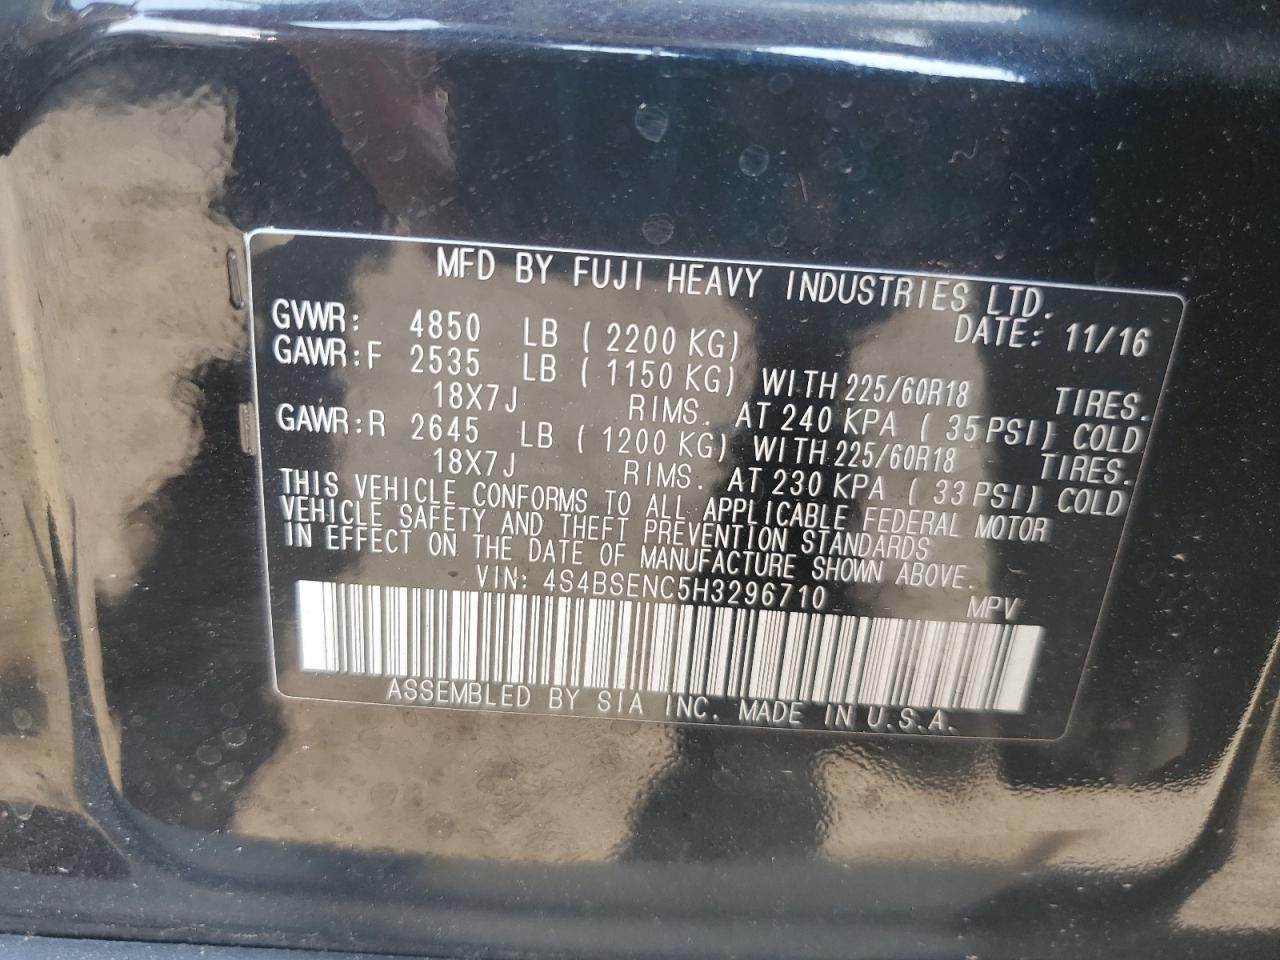 MFD BY FUJI HEAVY INDUSTRIES LTD.
DATE: 11/16
GVWR: 4850 LB ( 2200 KG)
GAWR:F 2535 LB ( 1150 KG) WITH 225/60R18 TIRES.
18X7J RIMS. AT 240 KPA ( 35 PSI) COLD
GAWR:R 2645 LB ( 1200 KG) WITH 225/60R18 TIRES.
18X7J RIMS. AT 230 KPA ( 33 PSI) COLD
THIS VEHICLE CONFORMS TO ALL APPLICABLE FEDERAL MOTOR
VEHICLE SAFETY AND THEFT PREVENTION STANDARDS
IN EFFECT ON THE DATE OF MANUFACTURE SHOWN ABOVE.
VIN: 4S4BSENC5H3296710 MPV
ASSEMBLED BY SIA INC. MADE IN U.S.A.